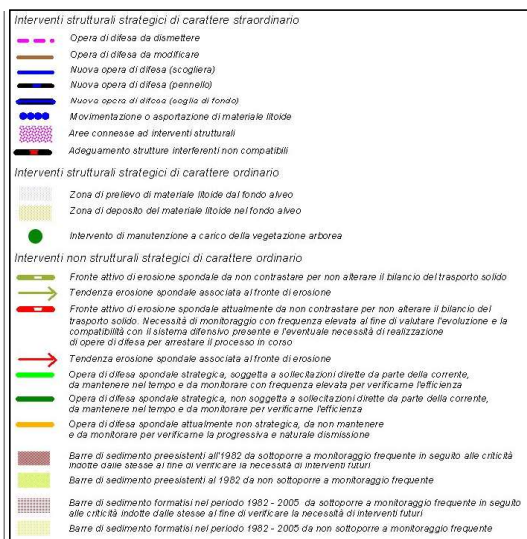 Interventi strutturali strategici di carattere straordinario
Opera di difesa da dismettere
Opera di difesa da modificare
Nuova opera di difesa (scogliera)
Nuova opera di difesa (pennello)
Nuova opera di difesa (soglia di fondo)
Movimentazione o asportazione di materiale litoide
Aree connesse ad interventi strutturali
Adeguamento strutture interferenti non compatibili
Interventi strutturali strategici di carattere ordinario
Zona di prelievo di materiale litoide dal fondo alveo
Zona di deposito del materiale litoide nel fondo alveo
Intervento di manutenzione a carico della vegetazione arborea
Interventi non strutturali strategici di carattere ordinario
Fronte attivo di erosione spondale da non contrastare per non alterare il bilancio del trasporto solido
Tendenza erosione spondale associata al fronte di erosione
Fronte attivo di erosione spondale attualmente da non contrastare per non alterare il bilancio del
trasporto solido. Necessità di monitoraggio con frequenza elevata al fine di valutare l'evoluzione e la
compatibilità con il sistema difensivo presente e l'eventuale necessità di realizzazione
di opere di difesa per arrestare il processo in corso
Tendenza erosione spondale associata al fronte di erosione
Opera di difesa spondale strategica, soggetta a sollecitazioni dirette da parte della corrente,
da mantenere nel tempo e da monitorare con frequenza elevata per verificarne l'efficienza
Opera di difesa spondale strategica, non soggetta a sollecitazioni dirette da parte della corrente,
da mantenere nel tempo e da monitorare per verificarne l'efficienza
Opera di difesa spondale attualmente non strategica, da non mantenere
e da monitorare per verificarne la progressiva e naturale dismissione
Barre di sedimento preesistenti all'1982 da sottoporre a monitoraggio frequente in seguito alle criticità
indotte dalle stesse al fine di verificare la necessità di interventi futuri
Barre di sedimento preesistenti al 1982 da non sottoporre a monitoraggio frequente
Barre di sedimento formatisi nel periodo 1982 - 2005 da sottoporre a monitoraggio frequente in seguito
alle criticità indotte dalle stesse al fine di verificare la necessità di interventi futuri
Barre di sedimento formatisi nel periodo 1982 - 2005 da non sottoporre a monitoraggio frequente